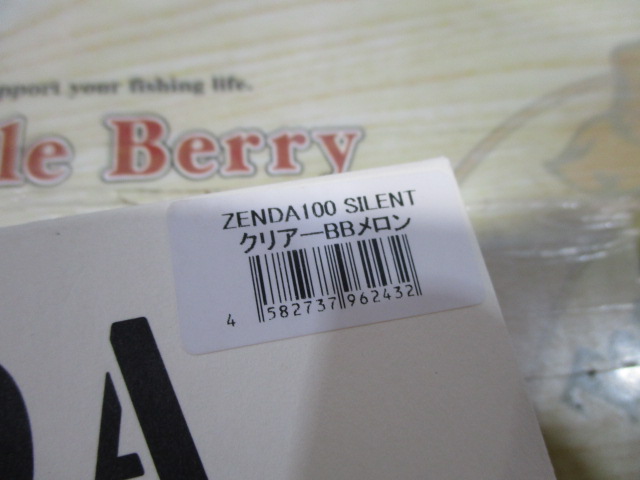 pport your fishing life.
le Berry
ZENDA100 SILENT
クリアーBBメロン
4 582737 962432
DA